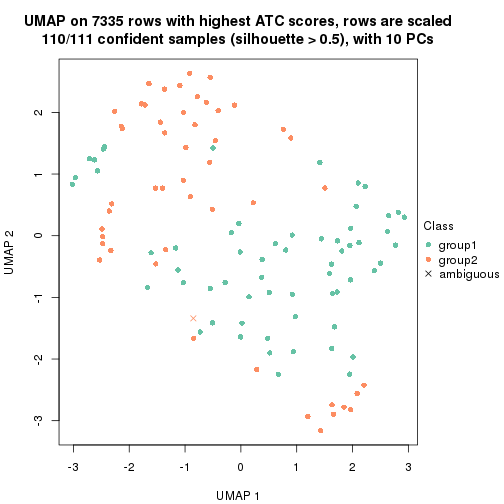 UMAP on 7335 rows with highest ATC scores, rows are scaled
110/111 confident samples (silhouette > 0.5), with 10 PCs
2
1
0
-1
-2
-3
UMAP 2
-3
-2
-1
0
1
2
3
UMAP 1
Class
group1
group2
ambiguous